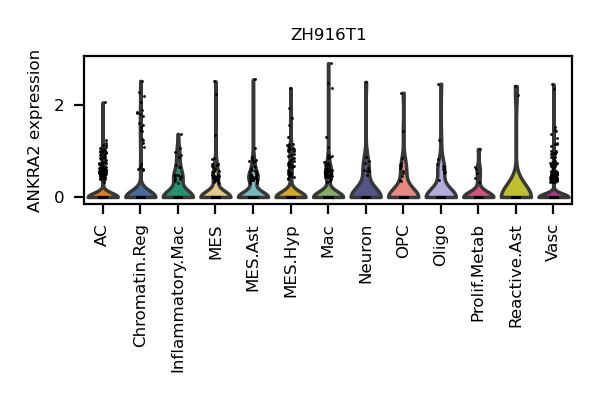 ZH916T1
ANKRA2 expression
2
0
AC
Chromatin.Reg
Inflammatory.Mac
MES
MES.Ast
MES.Hyp
Mac
Neuron
OPC
Oligo
Prolif.Metab
Reactive.Ast
Vasc